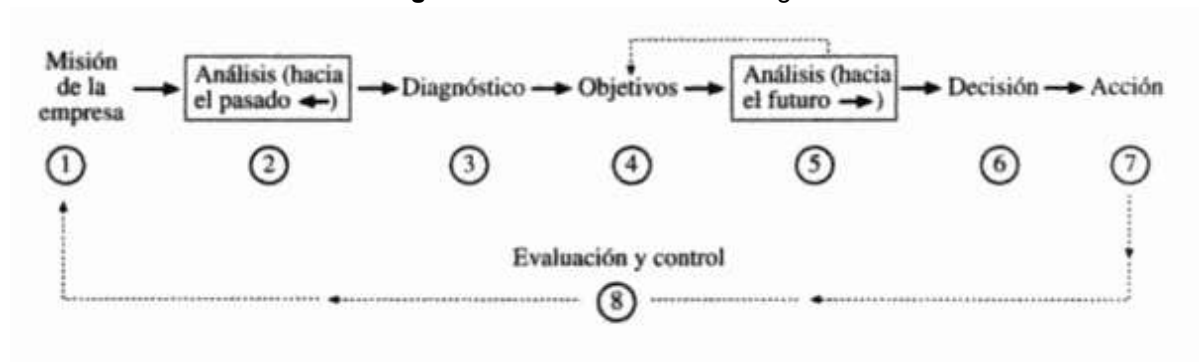 Misión
de la
empresa
Análisis (hacia
el pasado ←)
Diagnóstico
Objetivos
Análisis (hacia
el futuro →)
Decisión
Acción
1
2
3
4
5
6
7
Evaluación y control
8